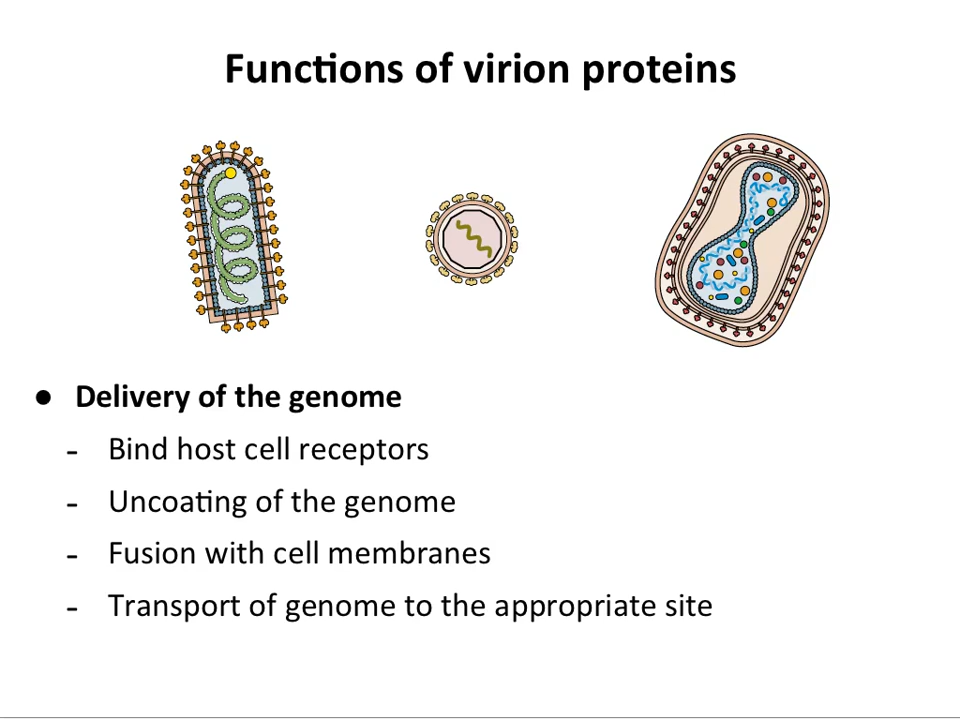 Functions of virion proteins
● Delivery of the genome
- Bind host cell receptors
- Uncoating of the genome
- Fusion with cell membranes
- Transport of genome to the appropriate site